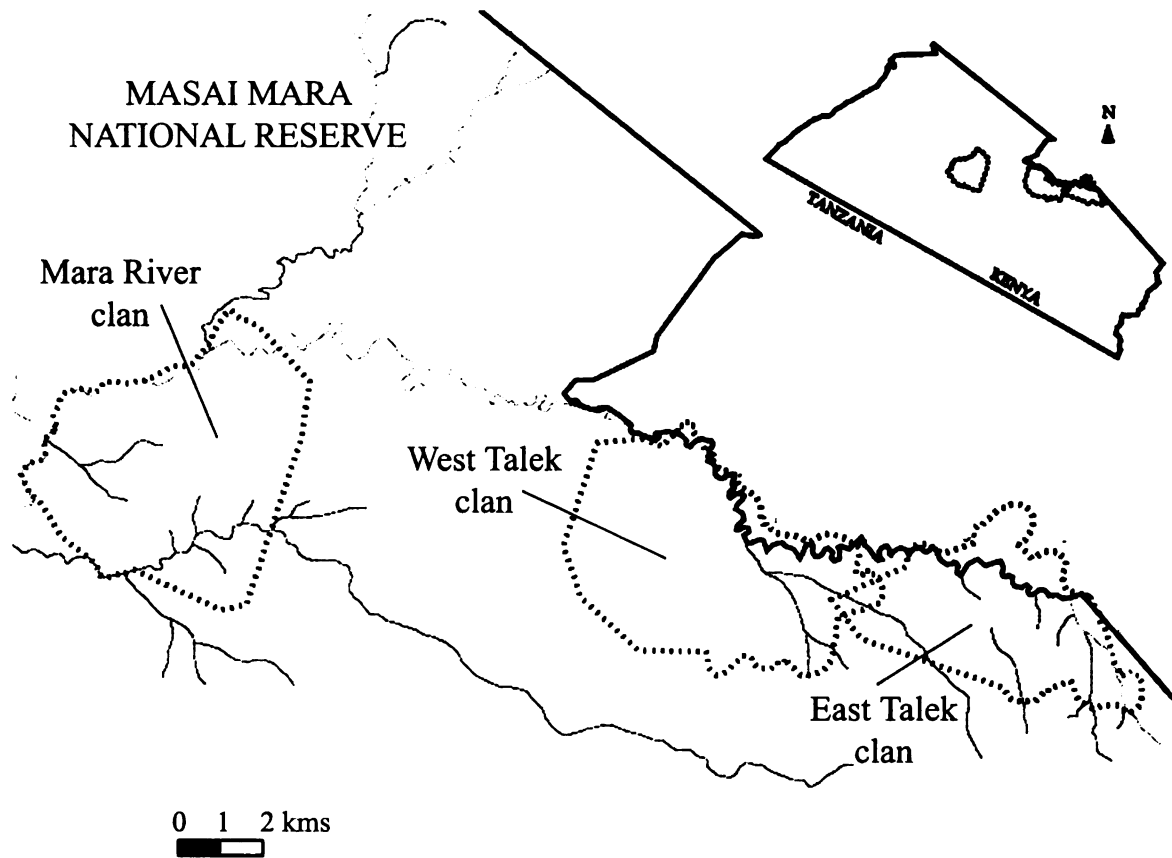 MASAI MARA
NATIONAL RESERVE
N
TANZANIA
KENYA
Mara River
clan
West Talek
clan
East Talek
clan
0 1 2 kms